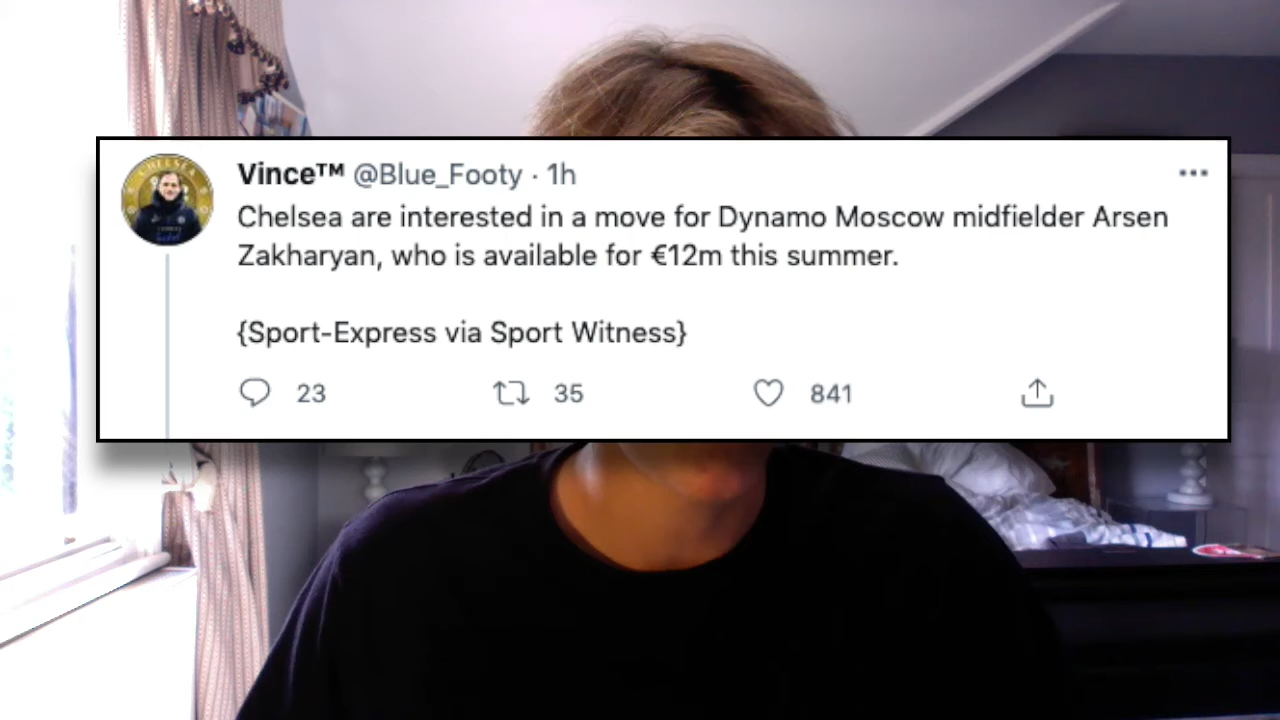 Vince™ @Blue_Footy · 1h
Chelsea are interested in a move for Dynamo Moscow midfielder Arsen
Zakharyan, who is available for €12m this summer.
{Sport-Express via Sport Witness}
23 35 841